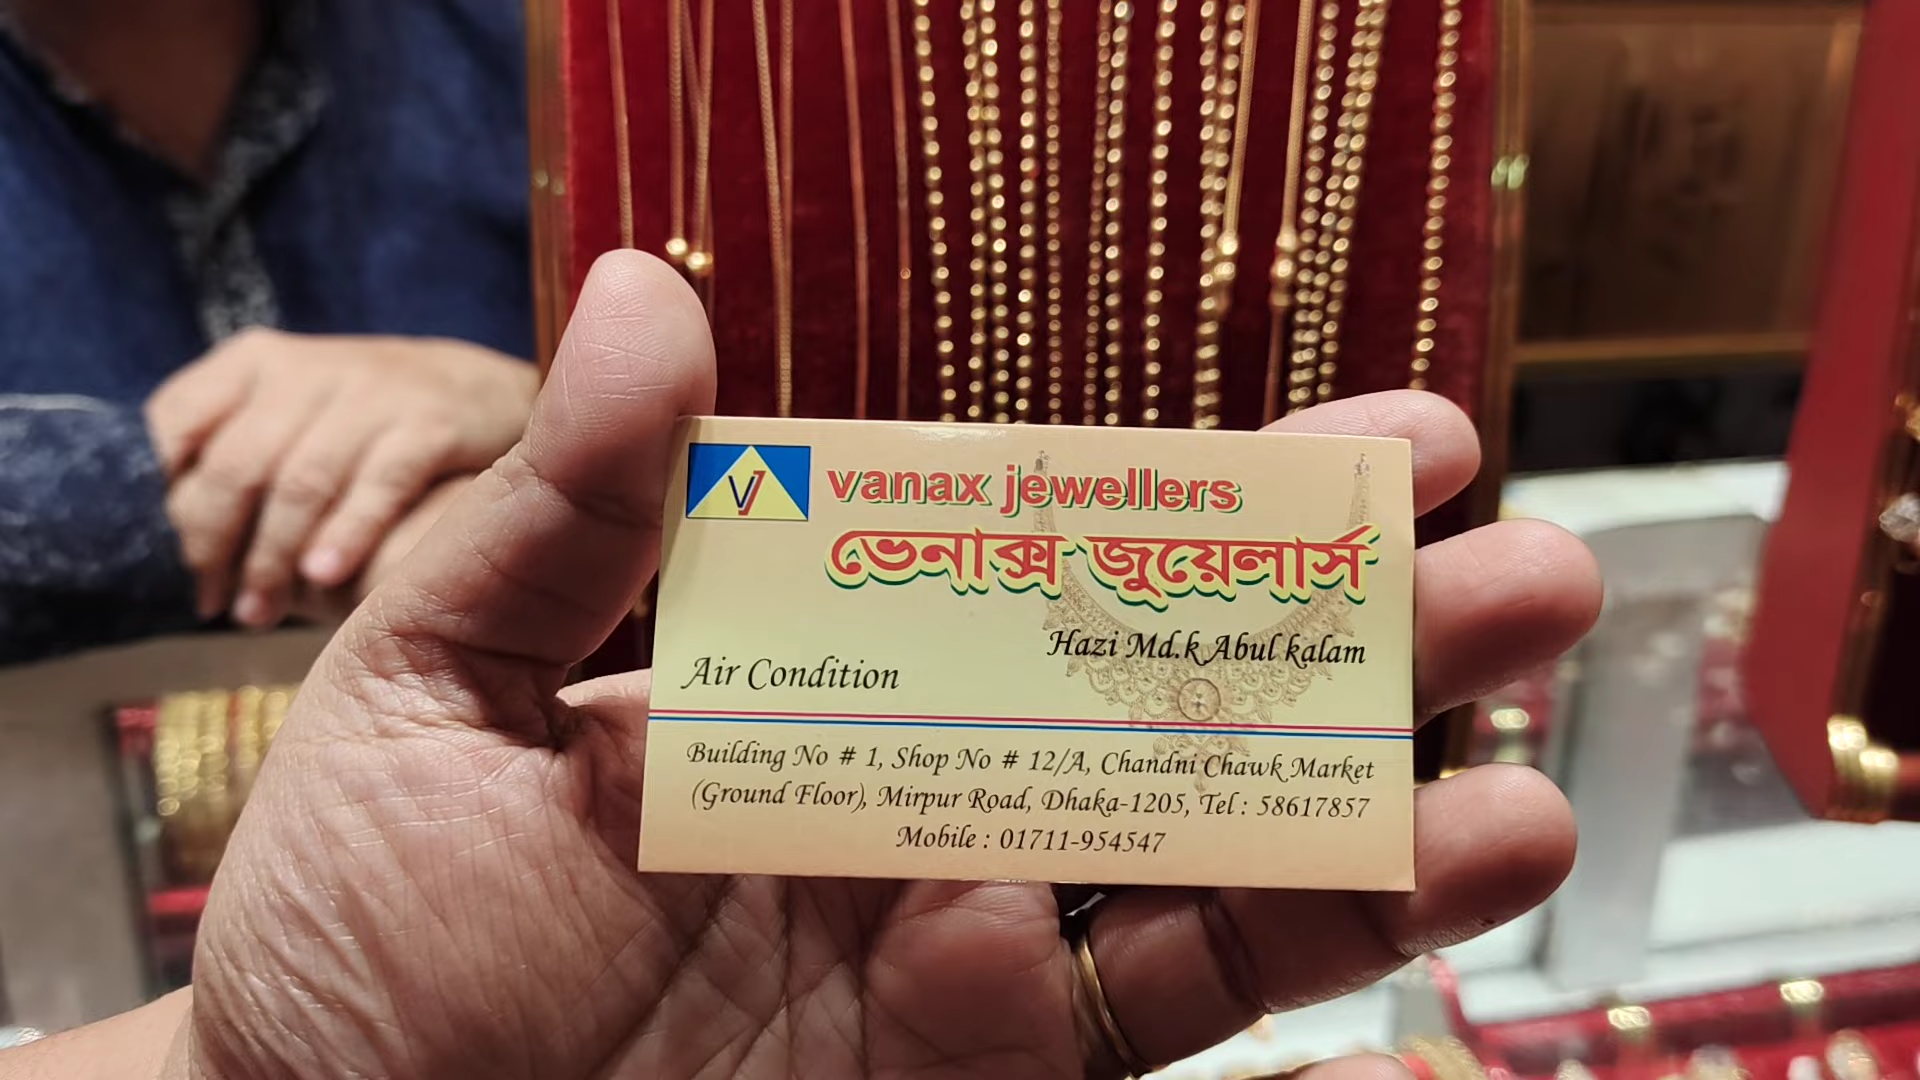 VJ
vanax jewellers
ভেনাক্স জুয়েলার্স
Hazi Md.k Abul kalam
Air Condition
Building No # 1, Shop No # 12/A, Chandni Chawk Market
(Ground Floor), Mirpur Road, Dhaka-1205, Tel : 58617857
Mobile : 01711-954547